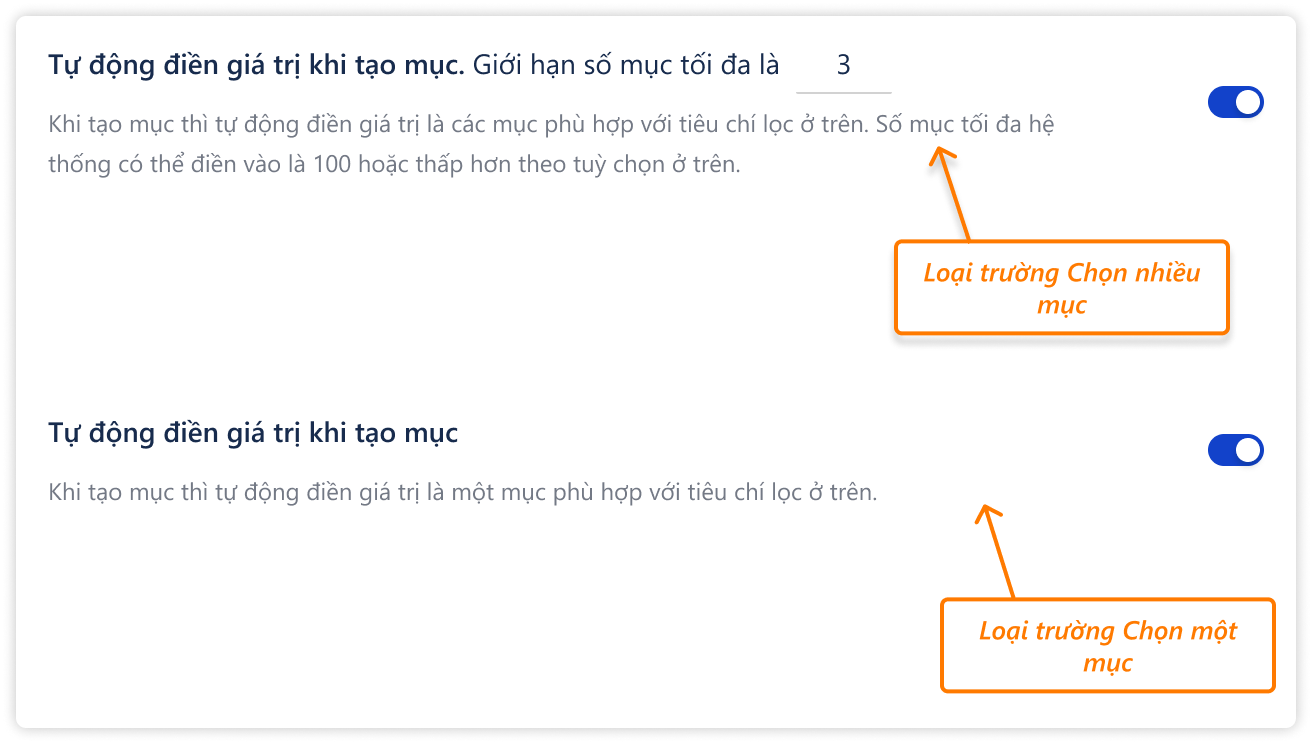 Tự động điền giá trị khi tạo mục. Giới hạn số mục tối đa là 3
Khi tạo mục thì tự động điền giá trị là các mục phù hợp với tiêu chí lọc ở trên. Số mục tối đa hệ
thống có thể điền vào là 100 hoặc thấp hơn theo tuỳ chọn ở trên.
Loại trường Chọn nhiều
mục
Tự động điền giá trị khi tạo mục
Khi tạo mục thì tự động điền giá trị là một mục phù hợp với tiêu chí lọc ở trên.
Loại trường Chọn một
mục